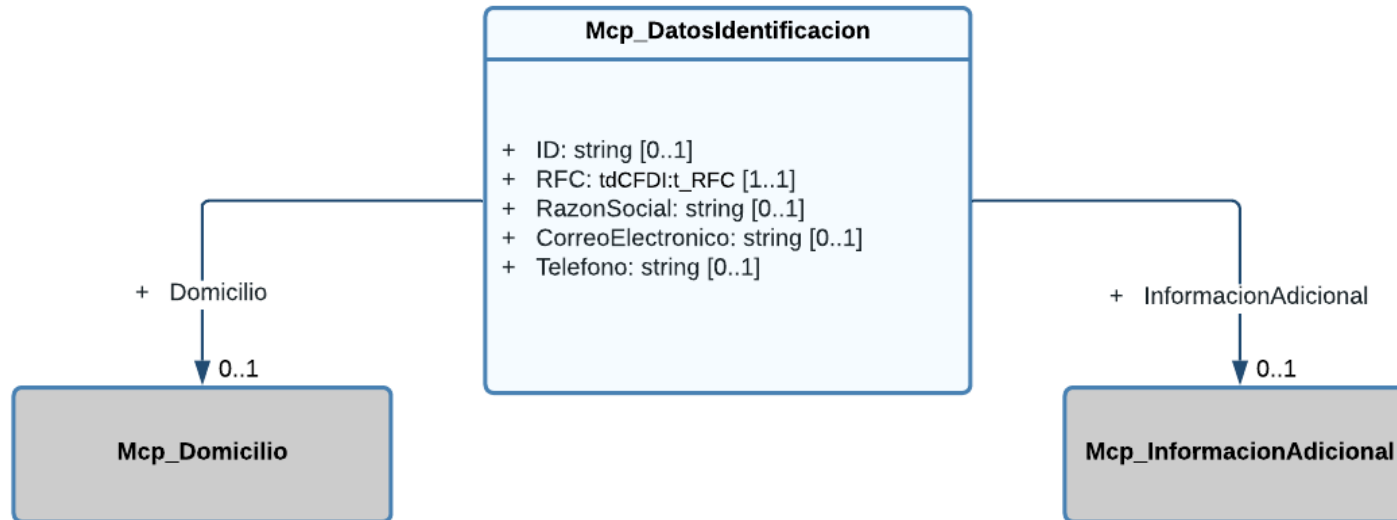 Mcp_DatosIdentificacion
+ ID: string [0..1]
+ RFC: tdCFDI:t_RFC [1..1]
+ RazonSocial: string [0..1]
+ CorreoElectronico: string [0..1]
+ Telefono: string [0..1]
+ Domicilio
0..1
Mcp_Domicilio
+ InformacionAdicional
0..1
Mcp_InformacionAdicional